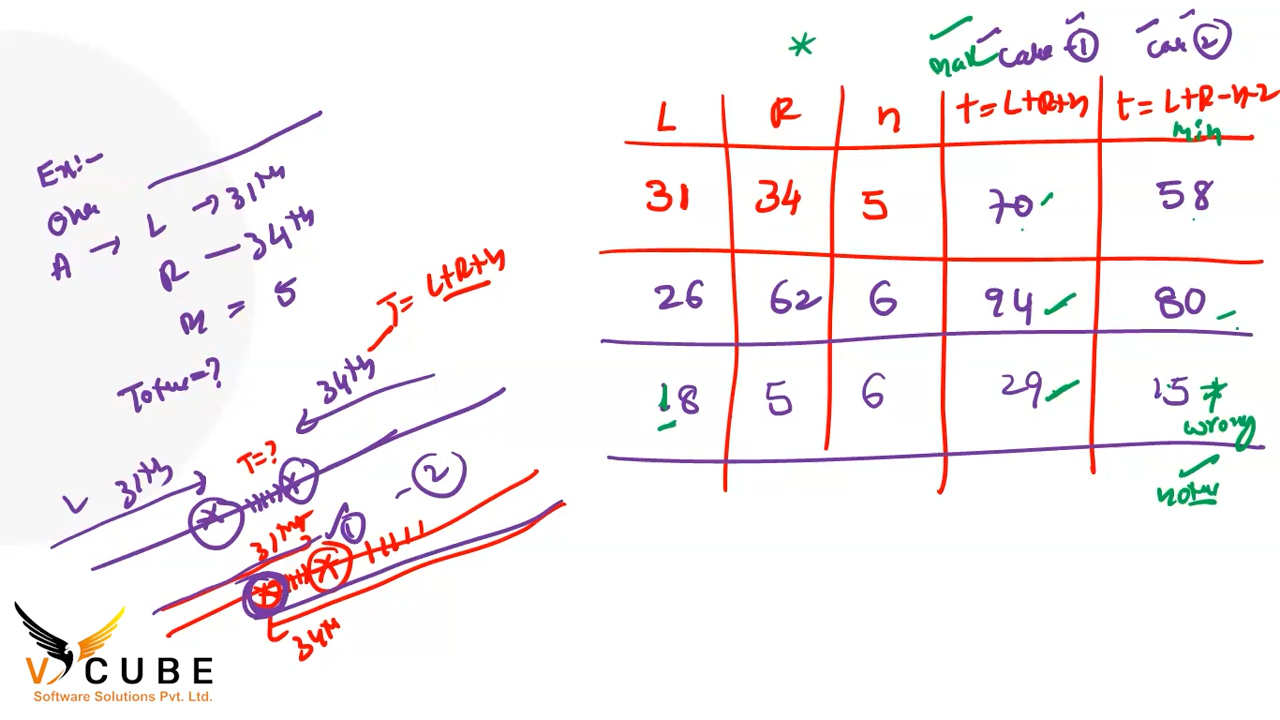 Ex:-
One
A → L → 31th
R — 34th
n = 5
Total = ?
T = L+R+n
34th
T=?
L 31th
31th
①
- ②
34th
*
max case - ① case ②
L R n t = L+R+n t = L+R-n-2
min
31 34 5 70 58
26 62 6 94 80
18 5 6 29 15 *
wrong
V CUBE
Software Solutions Pvt. Ltd.